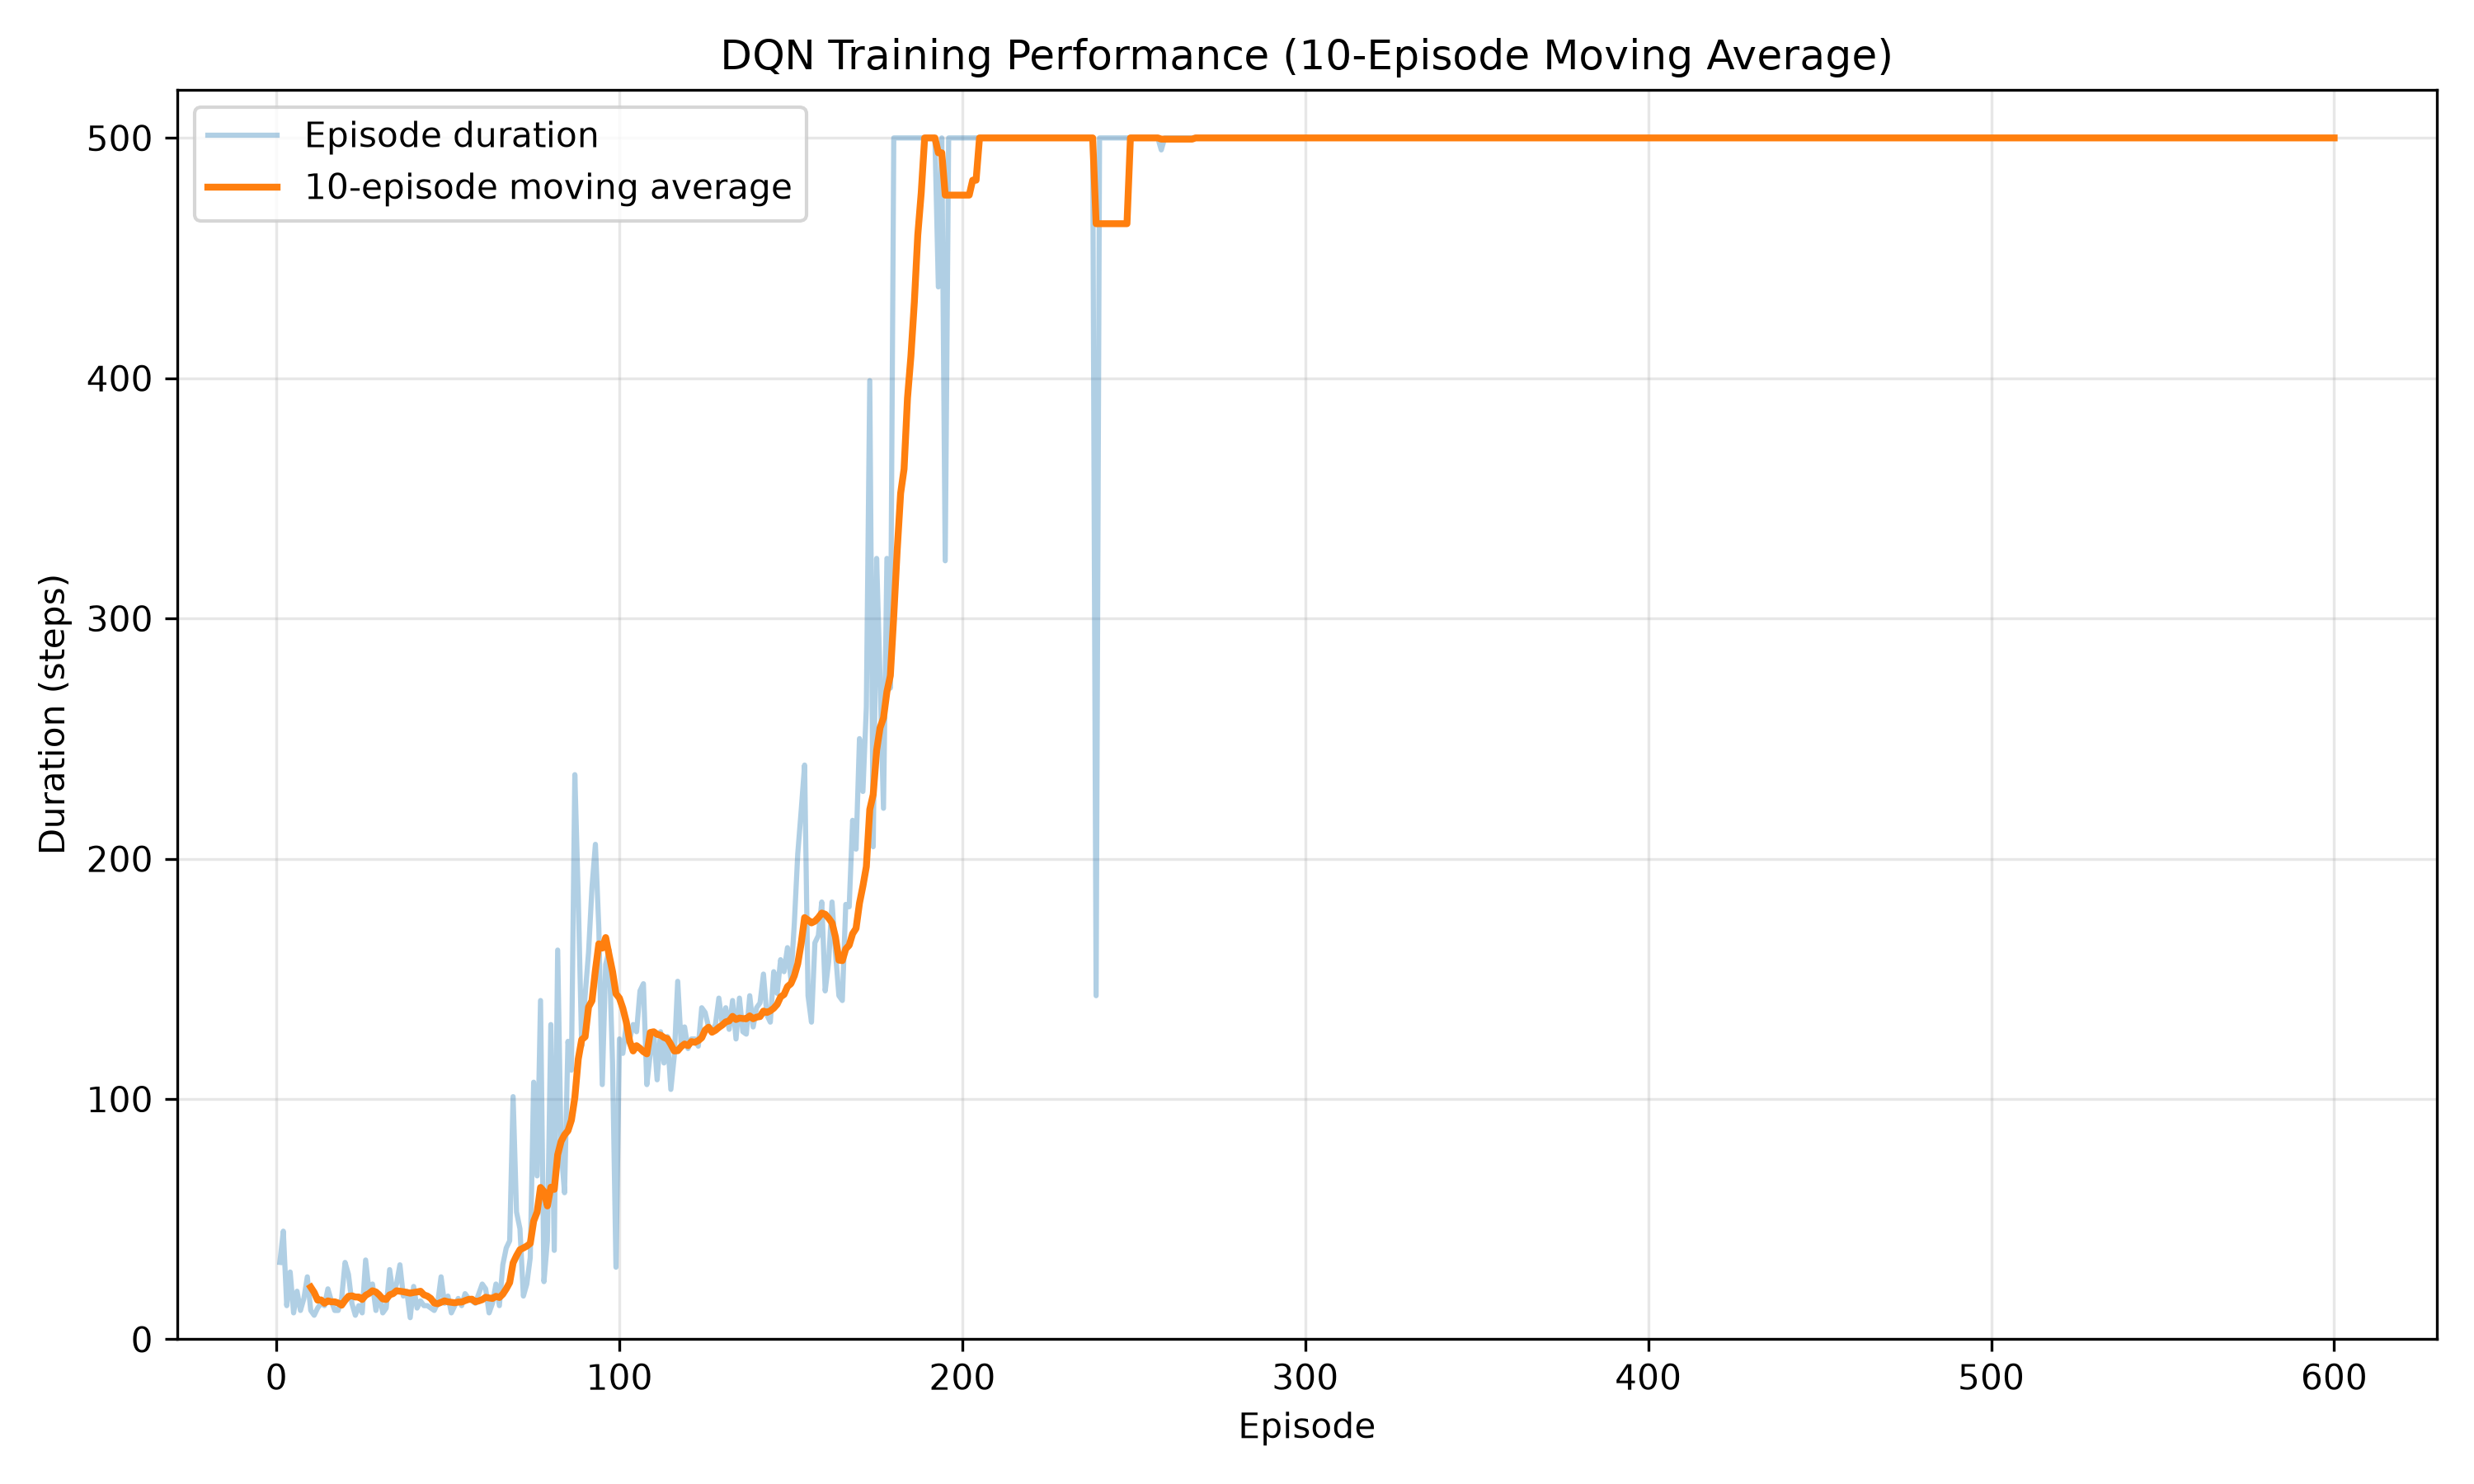 DQN Training Performance (10-Episode Moving Average)
Episode duration
10-episode moving average
500
400
300
200
100
0
Duration (steps)
0 100 200 300 400 500 600
Episode